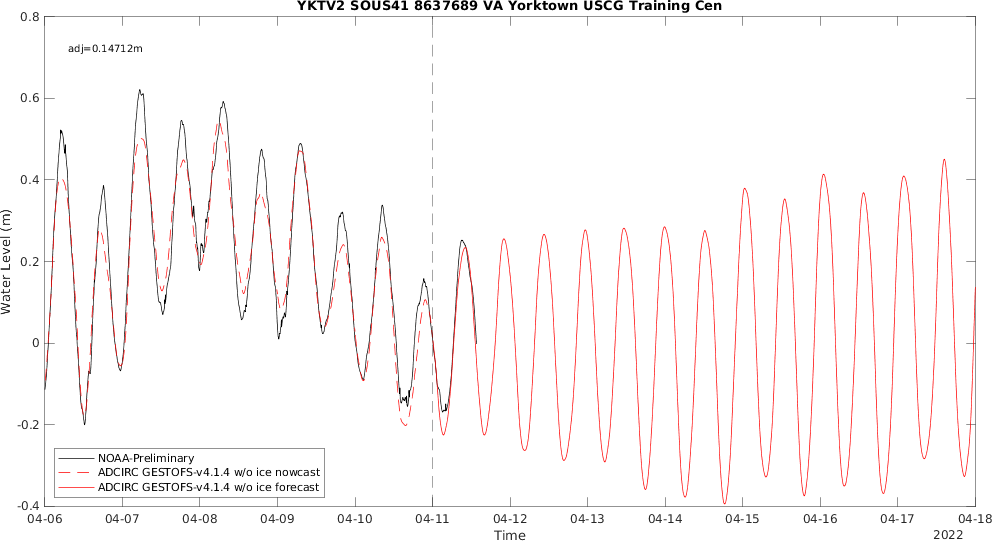 YKTV2 SOUS41 8637689 VA Yorktown USCG Training Cen
adj=0.14712m
Water Level (m)
0.8
0.6
0.4
0.2
0
-0.2
-0.4
NOAA-Preliminary
ADCIRC GESTOFS-v4.1.4 w/o ice nowcast
ADCIRC GESTOFS-v4.1.4 w/o ice forecast
04-06 04-07 04-08 04-09 04-10 04-11 04-12 04-13 04-14 04-15 04-16 04-17 04-18
Time
2022